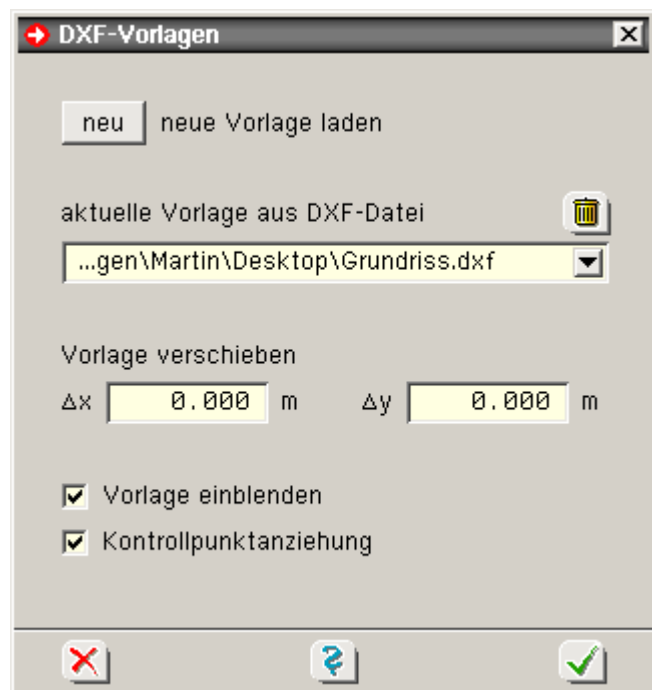 DXF-Vorlagen
neu neue Vorlage laden
aktuelle Vorlage aus DXF-Datei
...gen\Martin\Desktop\Grundriss.dxf
Vorlage verschieben
Δx 0.000 m Δy 0.000 m
Vorlage einblenden
Kontrollpunktanziehung